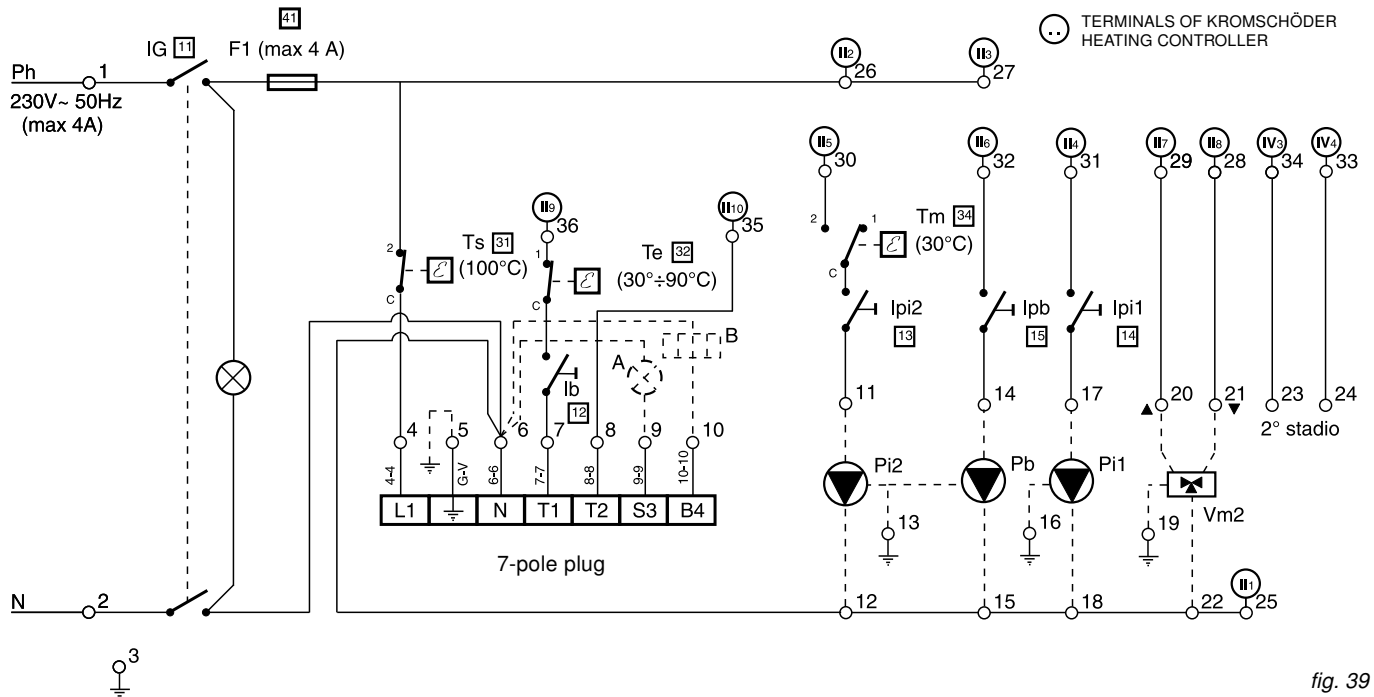 41
IG 11 F1 (max 4 A)
.. TERMINALS OF KROMSCHÖDER
HEATING CONTROLLER
II2 II3
26 27
Ph 1
230V~ 50Hz
(max 4A)
II5 II6 II4 II7 II8 IV3 IV4
30 32 31 29 28 34 33
II9 II10
36 35
2 1 Tm 34
(30°C)
ℰ
C
2 Ts 31
(100°C)
ℰ
C
1 Te 32
(30°÷90°C)
ℰ
C
Ipi2 Ipb Ipi1
13 15 14
B
A
Ib
12
11 14 17 20 21 23 24
▲ ▼
2° stadio
4 5 6 7 8 9 10
4-4 G-V 6-6 7-7 8-8 9-9 10-10
L1 N T1 T2 S3 B4
7-pole plug
Pi2 Pb Pi1
Vm2
13 16 19
II1
N 2
12 15 18 22 25
3
fig. 39